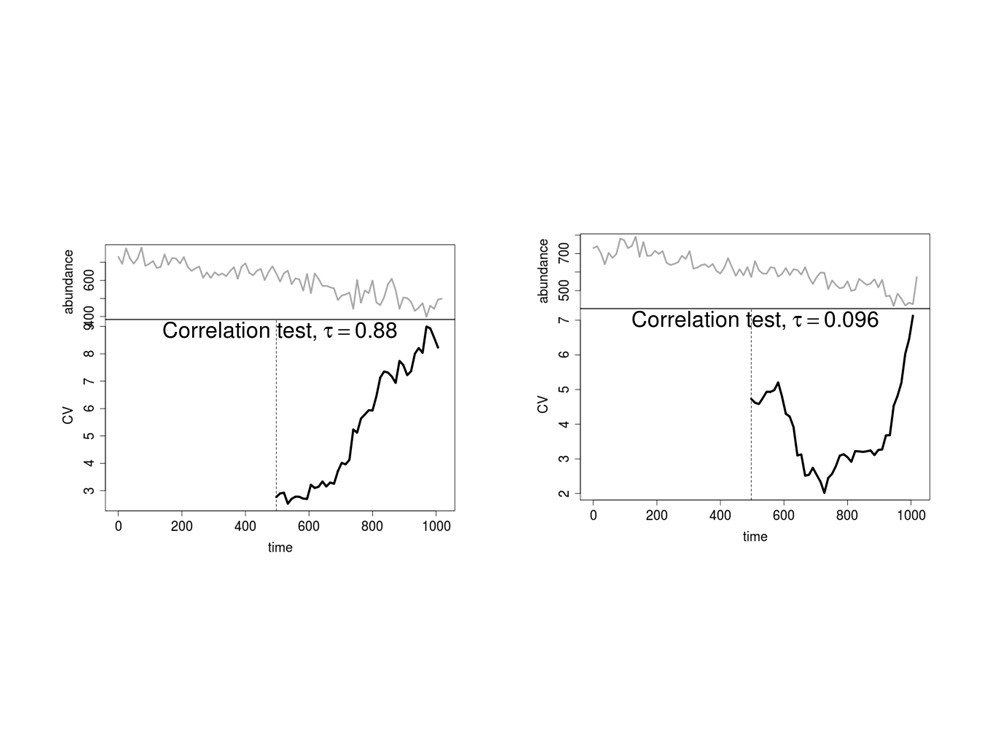 abundance
600
400
Correlation test, τ = 0.88
9
8
7
6
5
4
3
CV
0 200 400 600 800 1000
time
abundance
700
500
Correlation test, τ = 0.096
7
6
5
4
3
2
CV
0 200 400 600 800 1000
time